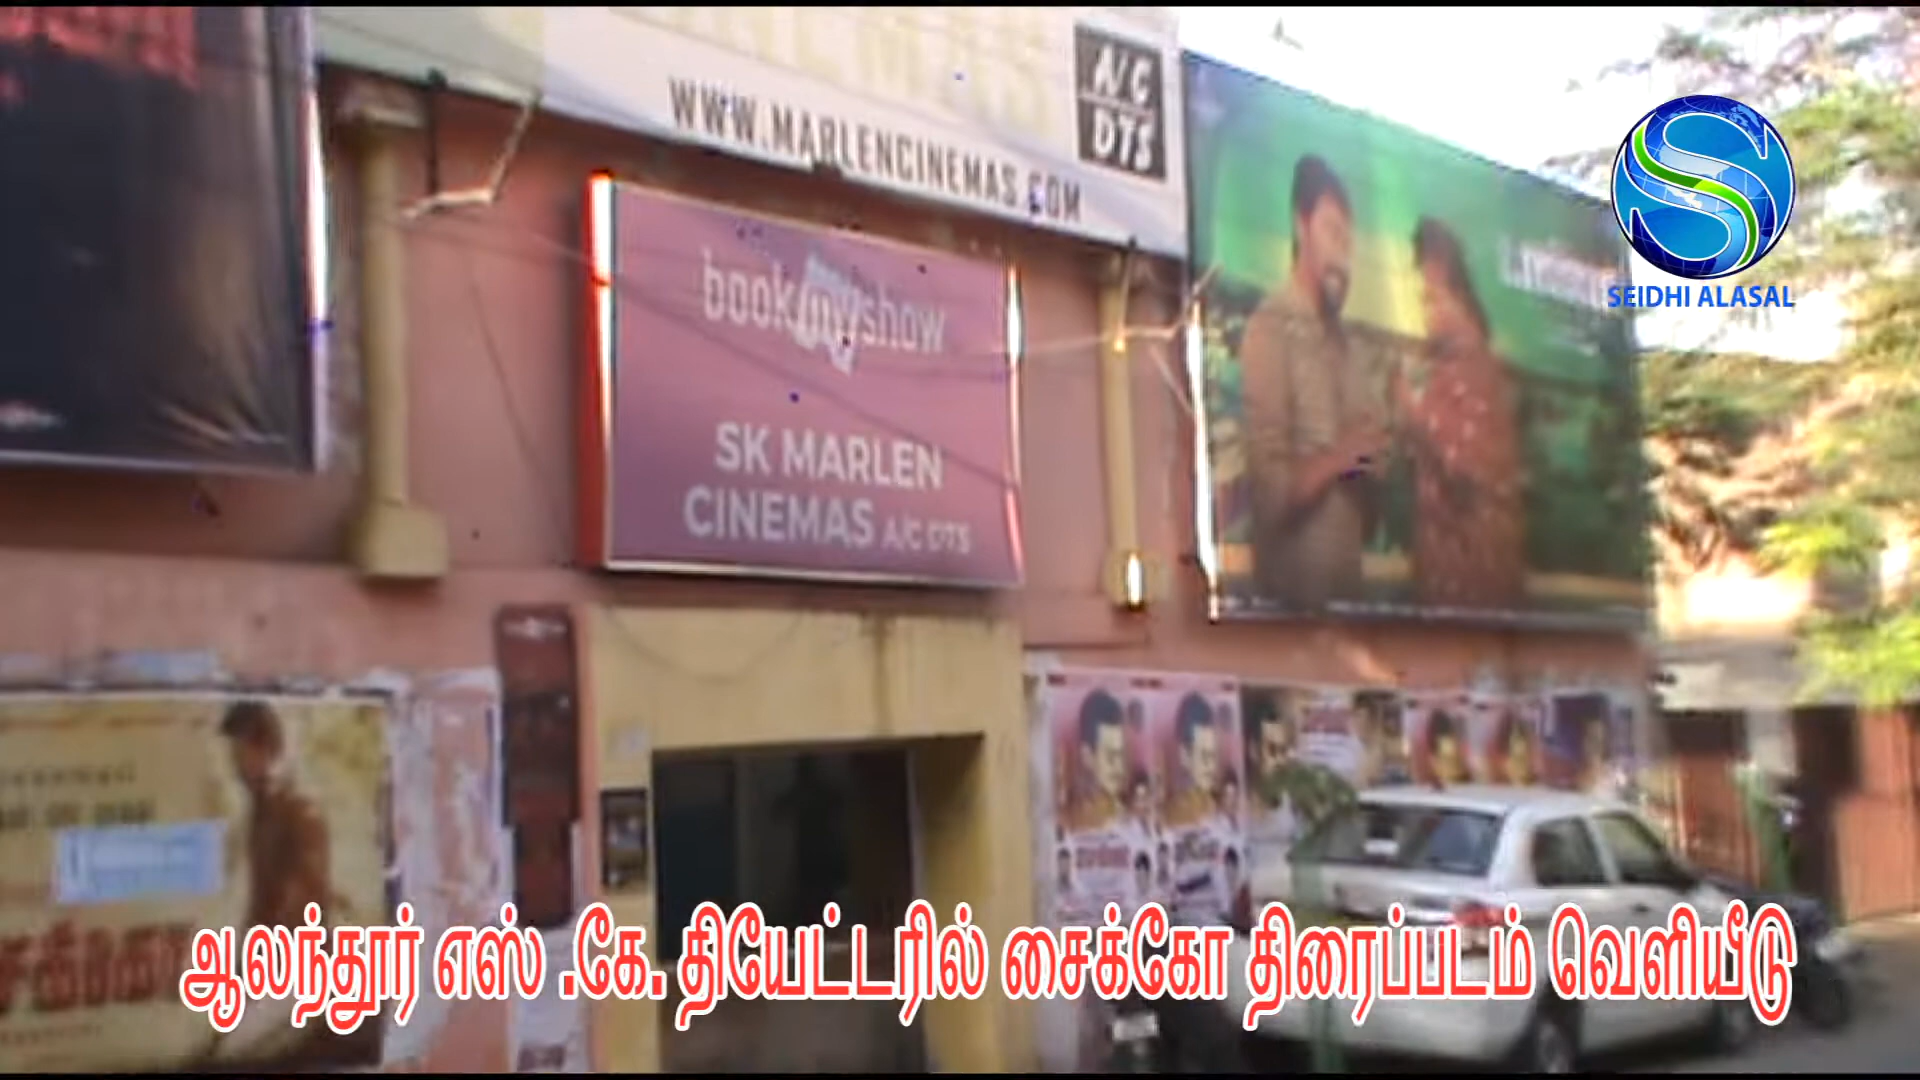 WWW.MARLENCINEMAS.COM
A/C
DTS
bookmyshow
SK MARLEN
CINEMAS A/C DTS
SEIDHI ALASAL
ஆலந்தூர் எஸ் .கே. தியேட்டரில் சைக்கோ திரைப்படம் வெளியீடு